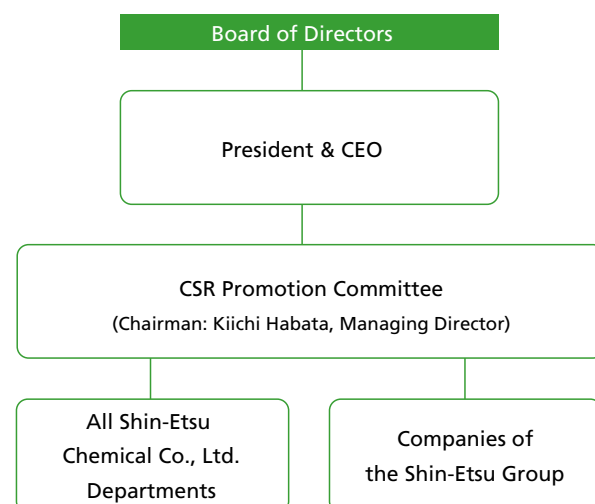 Board of Directors
President & CEO
CSR Promotion Committee
(Chairman: Kiichi Habata, Managing Director)
All Shin-Etsu
Chemical Co., Ltd.
Departments
Companies of
the Shin-Etsu Group